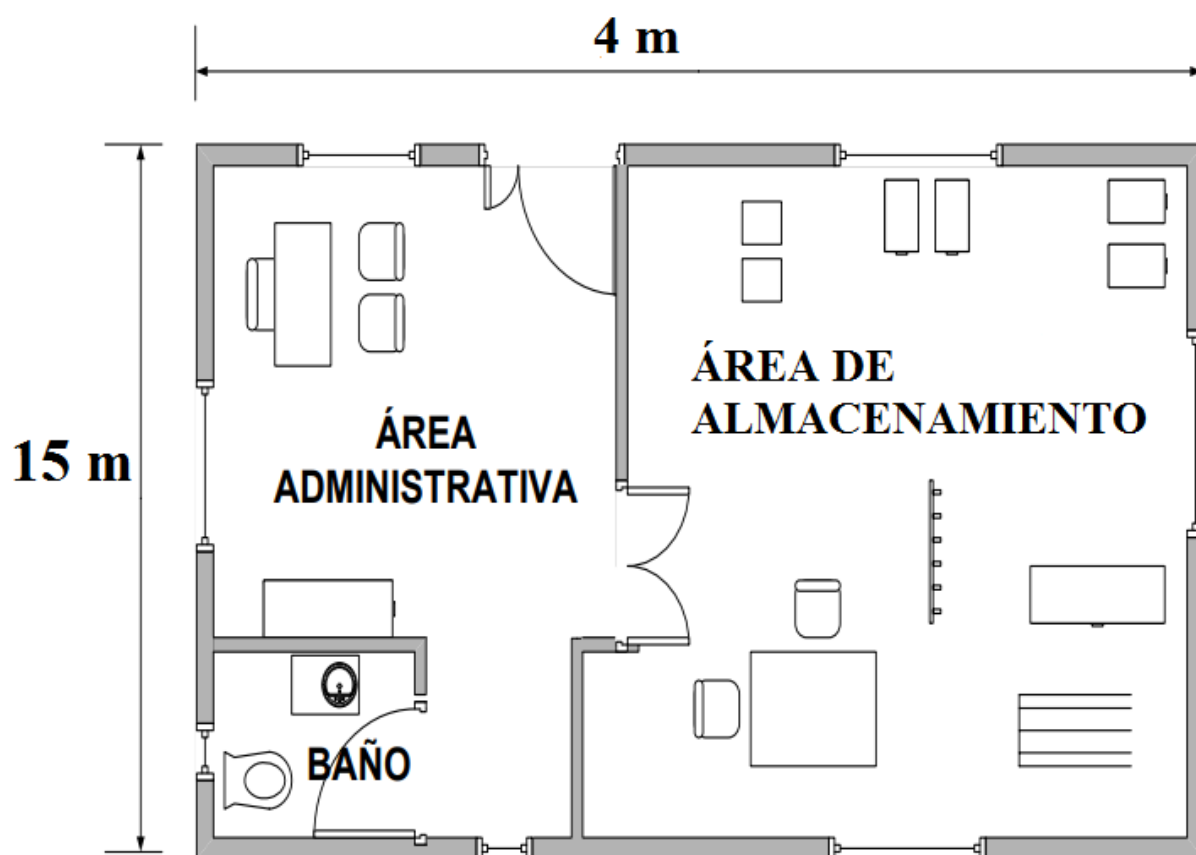 4 m
ÁREA DE
ALMACENAMIENTO
ÁREA
ADMINISTRATIVA
15 m
BAÑO